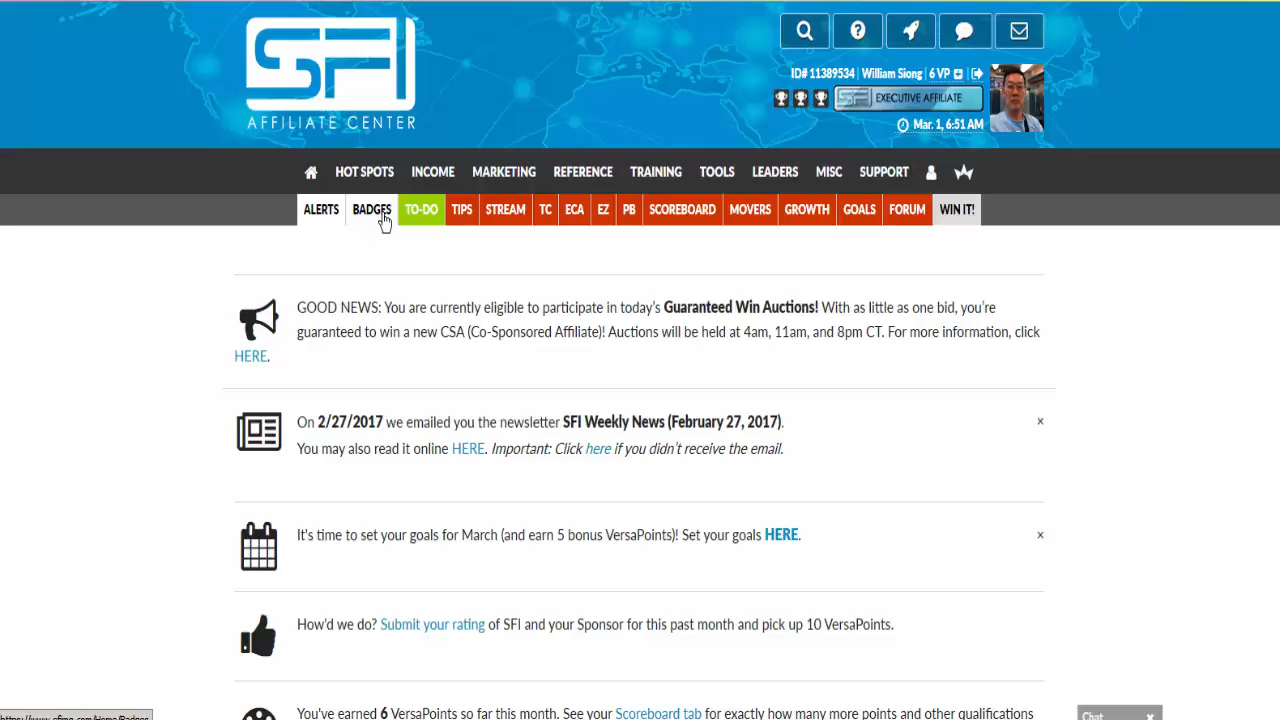 SFI
AFFILIATE CENTER
ID# 11389534 William Siong 6 VP
SFI EXECUTIVE AFFILIATE
Mar. 1, 6:51 AM
HOT SPOTS INCOME MARKETING REFERENCE TRAINING TOOLS LEADERS MISC SUPPORT
ALERTS BADGES TO-DO TIPS STREAM TC ECA EZ PB SCOREBOARD MOVERS GROWTH GOALS FORUM WIN IT!
GOOD NEWS: You are currently eligible to participate in today's Guaranteed Win Auctions! With as little as one bid, you're
guaranteed to win a new CSA (Co-Sponsored Affiliate)! Auctions will be held at 4am, 11am, and 8pm CT. For more information, click
HERE.
On 2/27/2017 we emailed you the newsletter SFI Weekly News (February 27, 2017). ×
You may also read it online HERE. Important: Click here if you didn't receive the email.
It's time to set your goals for March (and earn 5 bonus VersaPoints)! Set your goals HERE. ×
How'd we do? Submit your rating of SFI and your Sponsor for this past month and pick up 10 VersaPoints.
You've earned 6 VersaPoints so far this month. See your Scoreboard tab for exactly how many more points and other qualifications
Chat ×
https://www.sfimg.com/Home/Badges